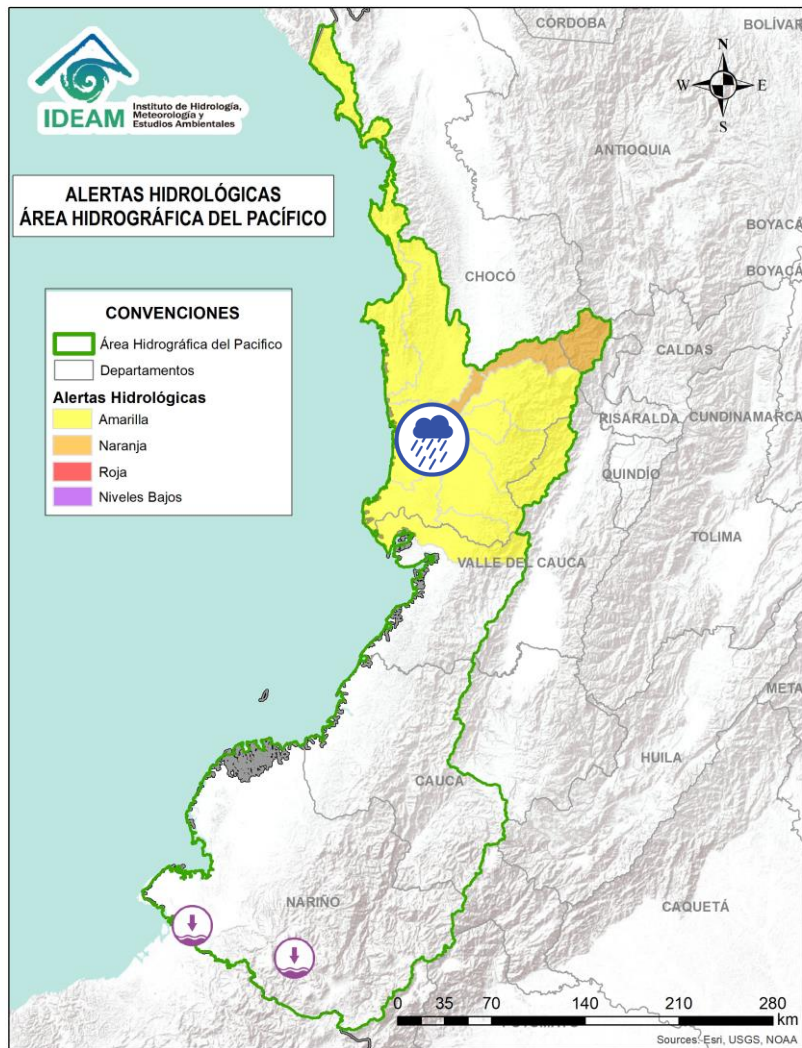 CÓRDOBA
BOLÍVAR
IDEAM
Instituto de Hidrología,
Meteorología y
Estudios Ambientales
N
W
E
S
ANTIOQUIA
ALERTAS HIDROLÓGICAS
ÁREA HIDROGRÁFICA DEL PACÍFICO
BOYACÁ
CHOCÓ
BOYACÁ
CONVENCIONES
Área Hidrográfica del Pacifico
Departamentos
Alertas Hidrológicas
Amarilla
Naranja
Roja
Niveles Bajos
CALDAS
RISARALDA
CUNDINAMARCA
QUINDÍO
TOLIMA
VALLE DEL CAUCA
META
HUILA
CAUCA
NARIÑO
CAQUETÁ
0 35 70 140 210 280
km
Sources: Esri, USGS, NOAA